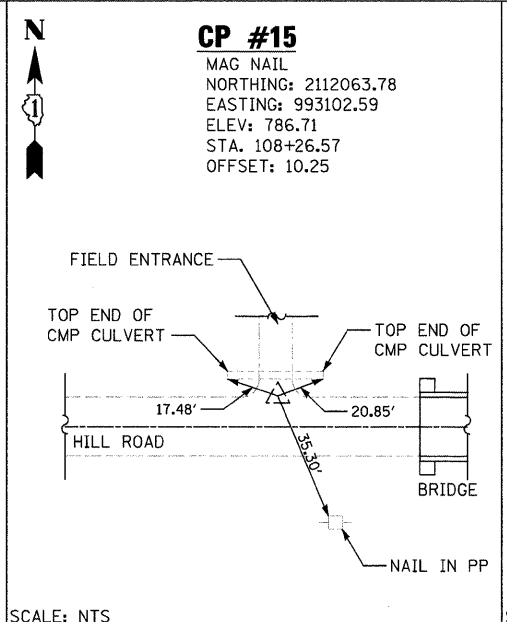 N
1
CP #15
MAG NAIL
NORTHING: 2112063.78
EASTING: 993102.59
ELEV: 786.71
STA. 108+26.57
OFFSET: 10.25
FIELD ENTRANCE
TOP END OF
CMP CULVERT
TOP END OF
CMP CULVERT
17.48'
20.85'
HILL ROAD
35.30'
BRIDGE
NAIL IN PP
SCALE: NTS